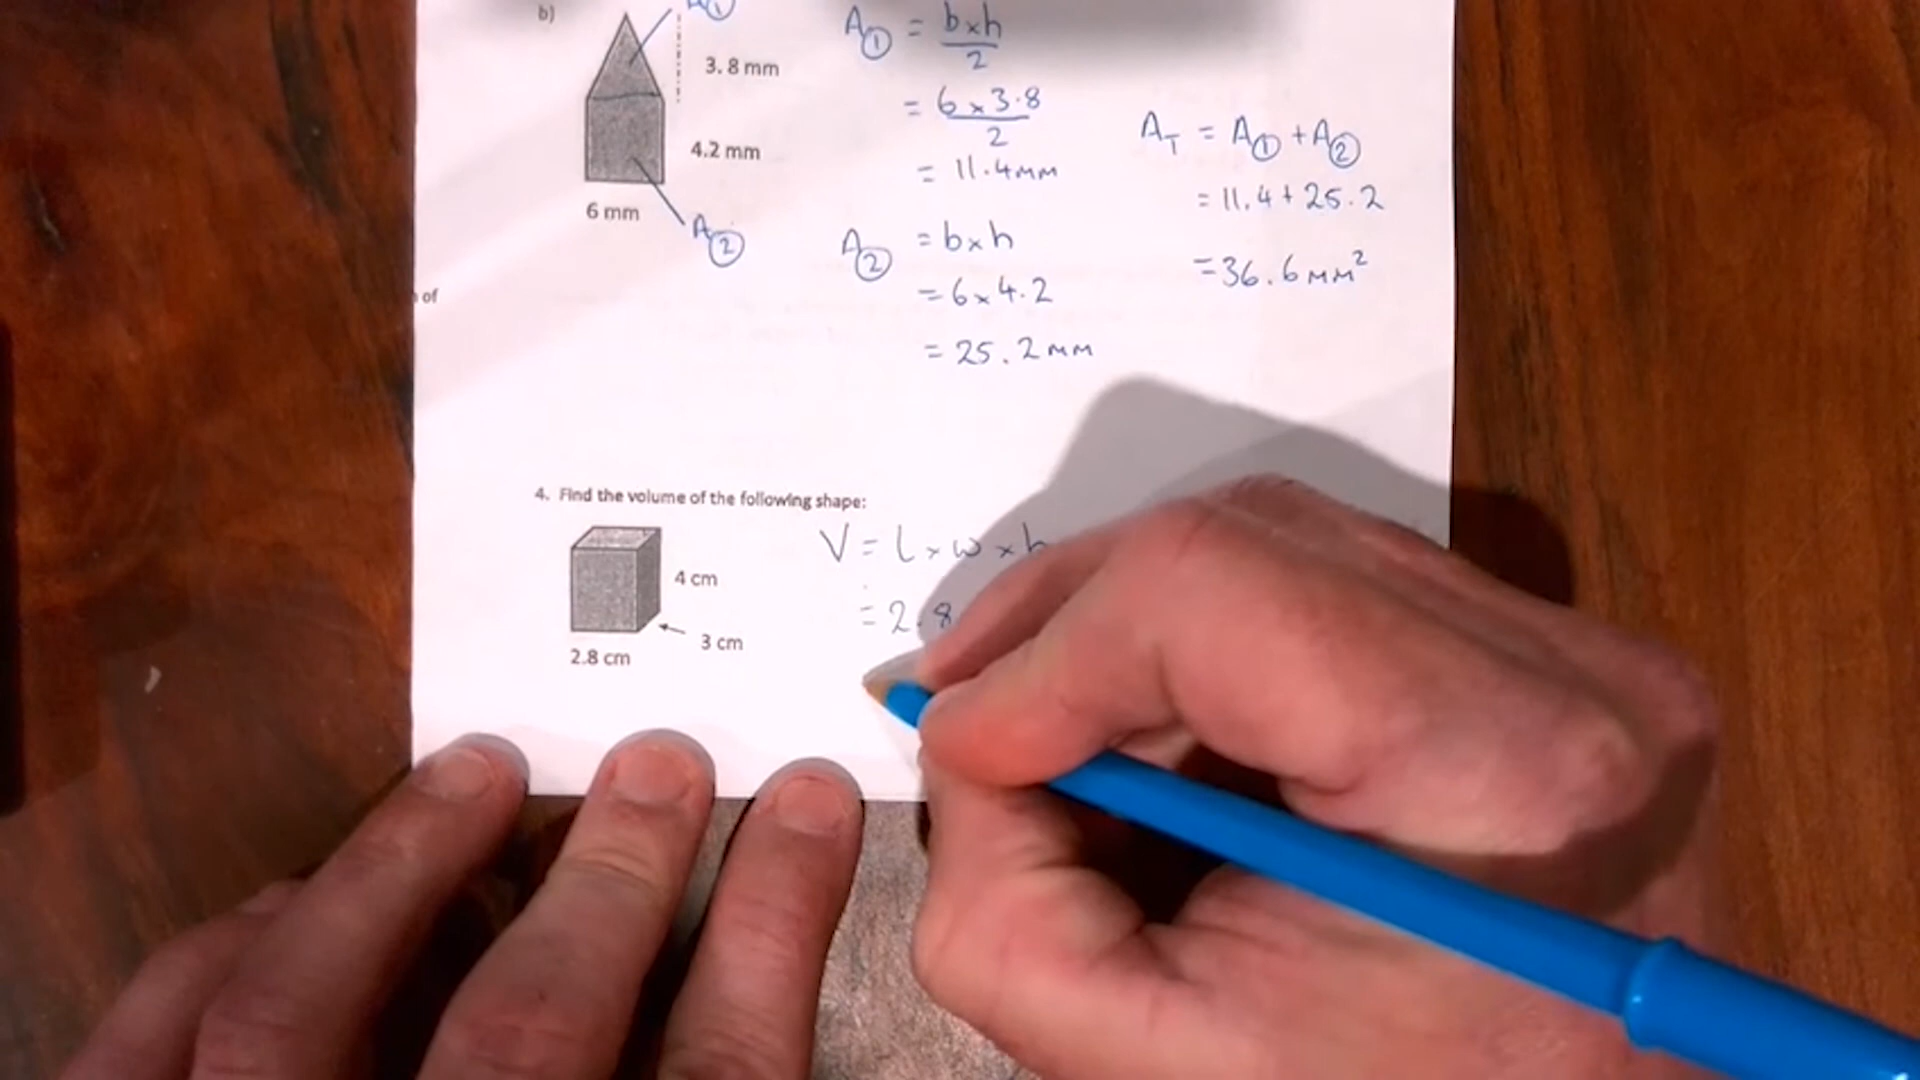 b)
3.8 mm
4.2 mm
6 mm
A②
A① = b×h
2
= 6×3.8
2
= 11.4mm
A② = b×h
= 6×4.2
= 25.2mm
A_T = A① + A②
= 11.4 + 25.2
= 36.6mm²
of
4. Find the volume of the following shape:
4 cm
3 cm
2.8 cm
V = l × w × h
= 2.8